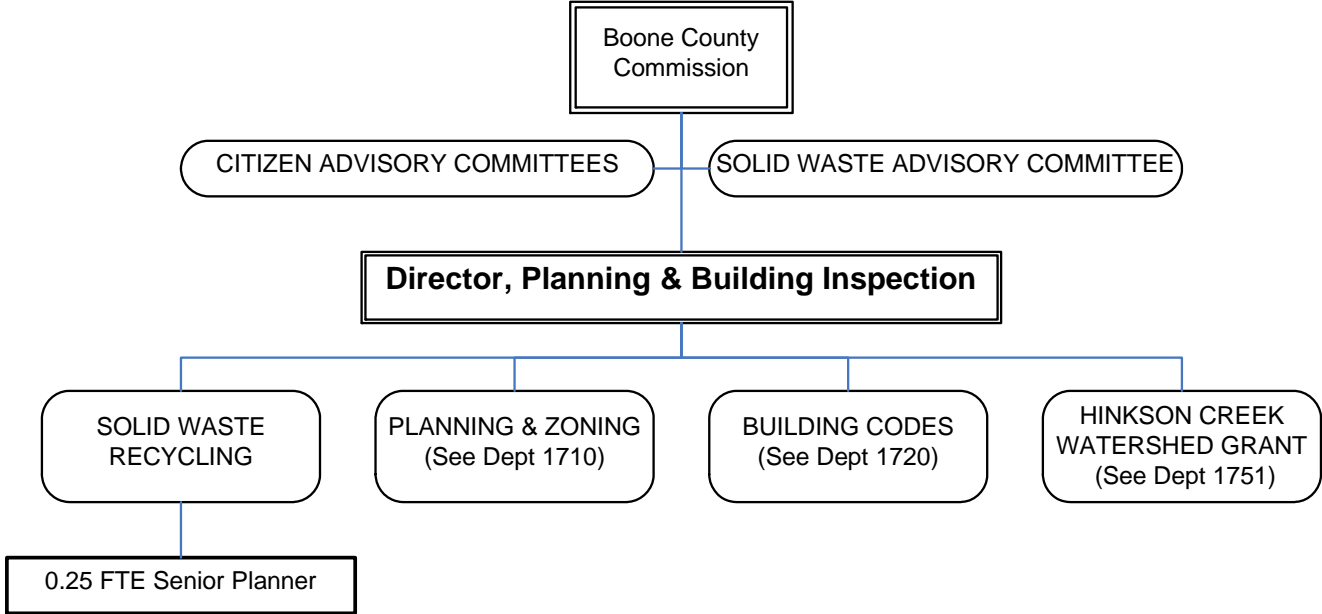 Boone County
Commission
CITIZEN ADVISORY COMMITTEES
SOLID WASTE ADVISORY COMMITTEE
Director, Planning & Building Inspection
SOLID WASTE
RECYCLING
PLANNING & ZONING
(See Dept 1710)
BUILDING CODES
(See Dept 1720)
HINKSON CREEK
WATERSHED GRANT
(See Dept 1751)
0.25 FTE Senior Planner